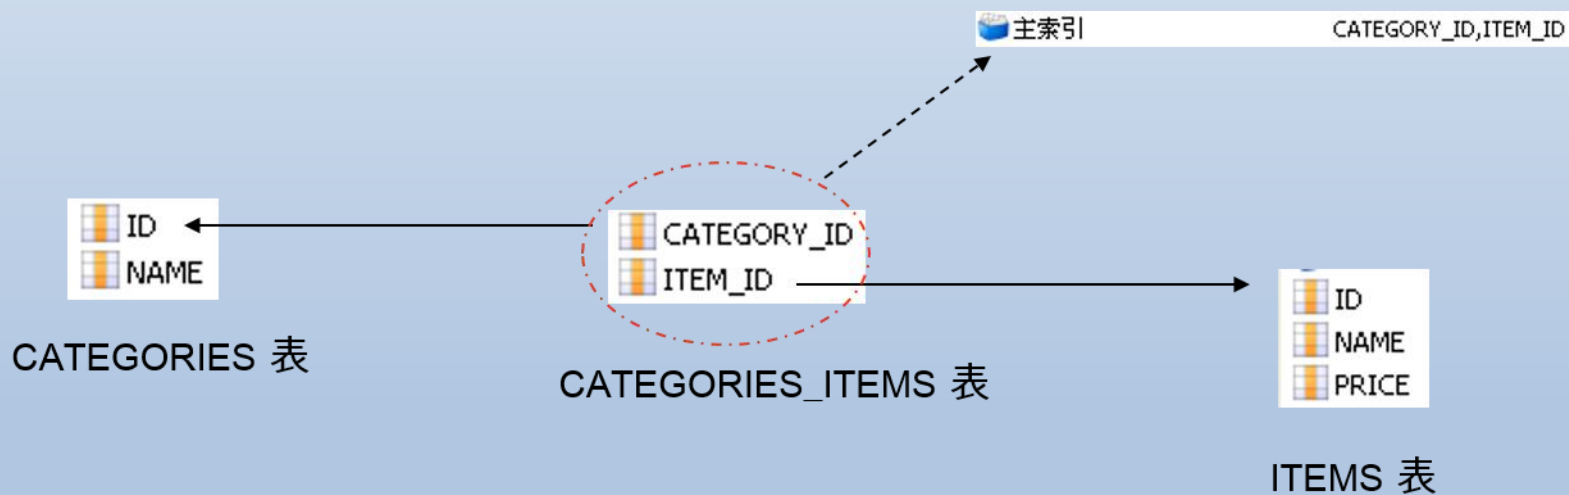 主索引 CATEGORY_ID,ITEM_ID
ID
NAME
CATEGORIES 表
CATEGORY_ID
ITEM_ID
CATEGORIES_ITEMS 表
ID
NAME
PRICE
ITEMS 表